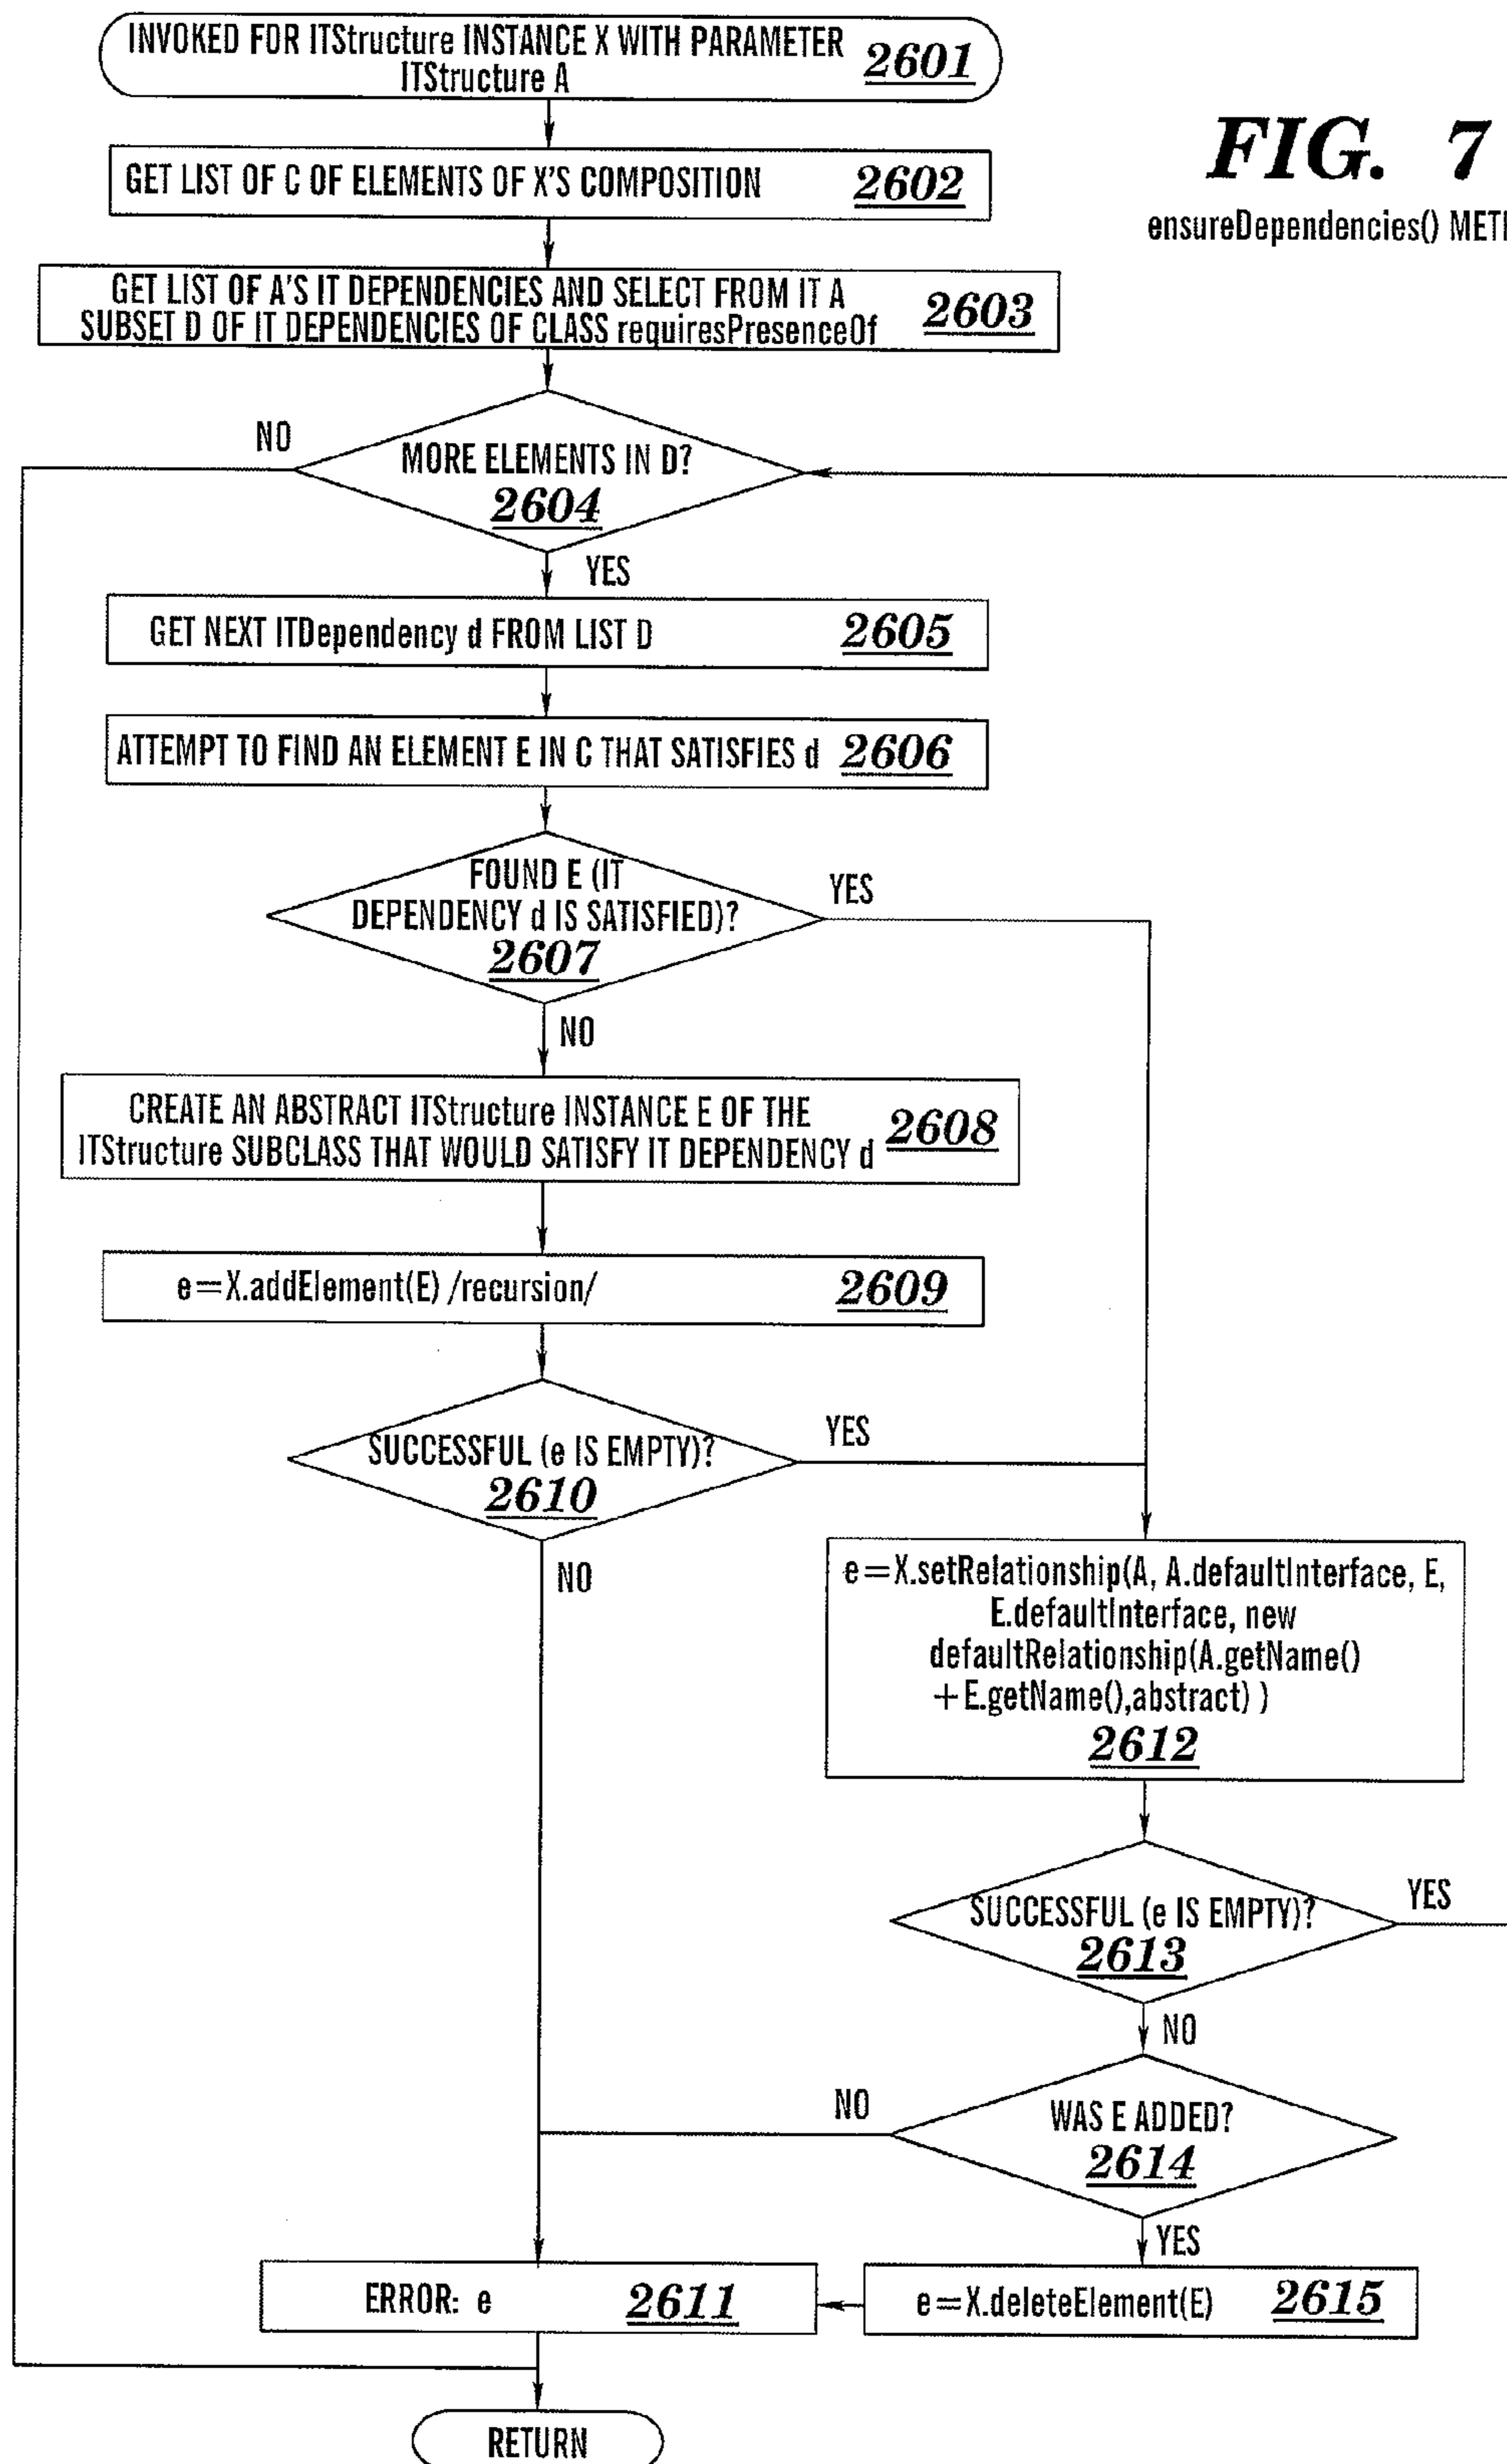 INVOKED FOR ITStructure INSTANCE X WITH PARAMETER
ITStructure A
2601
FIG. 7
ensureDependencies()
GET LIST OF C OF ELEMENTS OF X'S COMPOSITION 2602
GET LIST OF A'S IT DEPENDENCIES AND SELECT FROM IT A
SUBSET D OF IT DEPENDENCIES OF CLASS requiresPresenceOf
2603
NO
MORE ELEMENTS IN D?
2604
YES
GET NEXT ITDependency d FROM LIST D 2605
ATTEMPT TO FIND AN ELEMENT E IN C THAT SATISFIES d 2606
FOUND E (IT
DEPENDENCY d IS SATISFIED)?
2607
YES
NO
CREATE AN ABSTRACT ITStructure INSTANCE E OF THE
ITStructure SUBCLASS THAT WOULD SATISFY IT DEPENDENCY d
2608
e=X.addElement(E) /recursion/ 2609
SUCCESSFUL (e IS EMPTY)?
2610
YES
NO
e=X.setRelationship(A, A.defaultInterface, E,
E.defaultInterface, new
defaultRelationship(A.getName()
+E.getName(),abstract) )
2612
SUCCESSFUL (e IS EMPTY)?
2613
YES
NO
WAS E ADDED?
2614
NO
YES
ERROR: e 2611
e=X.deleteElement(E) 2615
RETURN